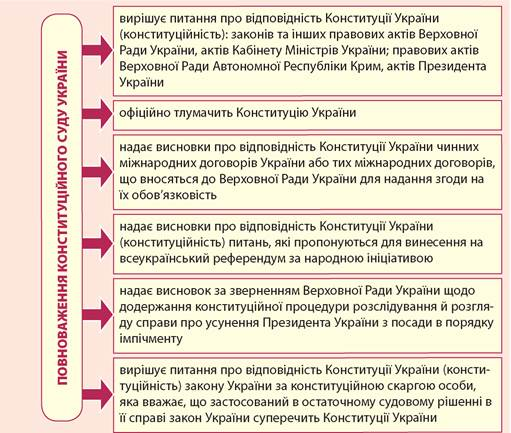 ПОВНОВАЖЕННЯ КОНСТИТУЦІЙНОГО СУДУ УКРАЇНИ
вирішує питання про відповідність Конституції України
(конституційність): законів та інших правових актів Верховної
Ради України, актів Кабінету Міністрів України; правових актів
Верховної Ради Автономної Республіки Крим, актів Президента
України
офіційно тлумачить Конституцію України
надає висновки про відповідність Конституції України чинних
міжнародних договорів України або тих міжнародних договорів,
що вносяться до Верховної Ради України для надання згоди на
їх обов’язковість
надає висновки про відповідність Конституції України
(конституційність) питань, які пропонуються для винесення на
всеукраїнський референдум за народною ініціативою
надає висновок за зверненням Верховної Ради України щодо
додержання конституційної процедури розслідування й розгля-
ду справи про усунення Президента України з посади в порядку
імпічменту
вирішує питання про відповідність Конституції України (консти-
туційність) закону України за конституційною скаргою особи,
яка вважає, що застосований в остаточному судовому рішенні в
її справі закон України суперечить Конституції України